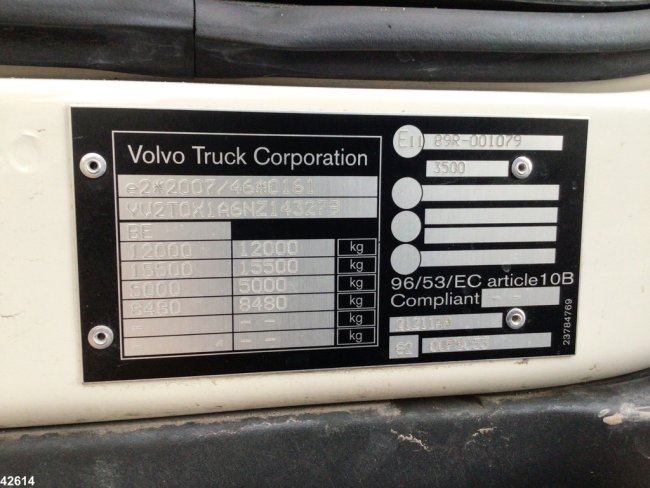 Volvo Truck Corporation
e2*2007/46*0161
BE
12000 12000 kg
15500 15500 kg
5000 5000 kg
8480 8480 kg
- - - kg
- - - kg
E11 89R-001079
3500
96/53/EC article10B
Compliant - -
23784769
42614